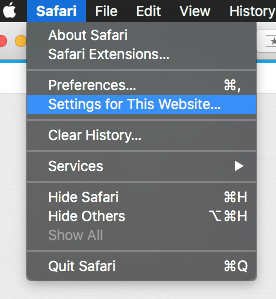 Safari File Edit View History
About Safari
Safari Extensions...
Preferences... ⌘,
Settings for This Website...
Clear History...
Services ▶
Hide Safari ⌘H
Hide Others ⌥⌘H
Show All
Quit Safari ⌘Q